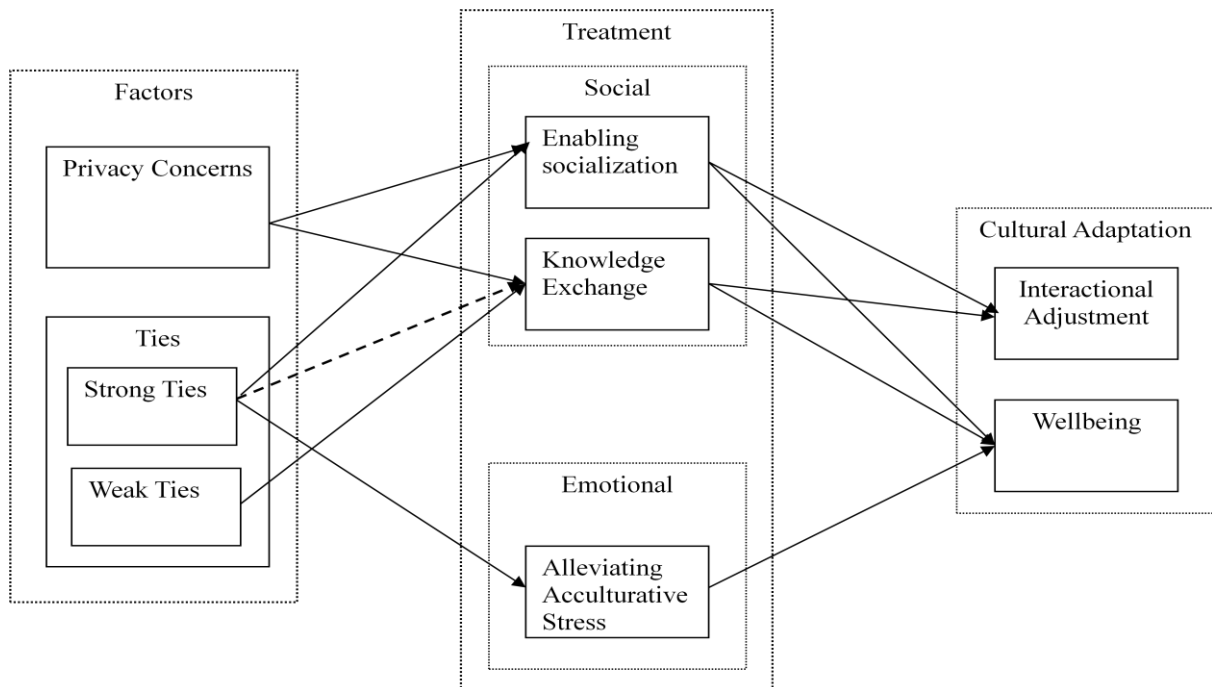 Factors
Privacy Concerns
Ties
Strong Ties
Weak Ties
Treatment
Social
Enabling
socialization
Knowledge
Exchange
Emotional
Alleviating
Acculturative
Stress
Cultural Adaptation
Interactional
Adjustment
Wellbeing